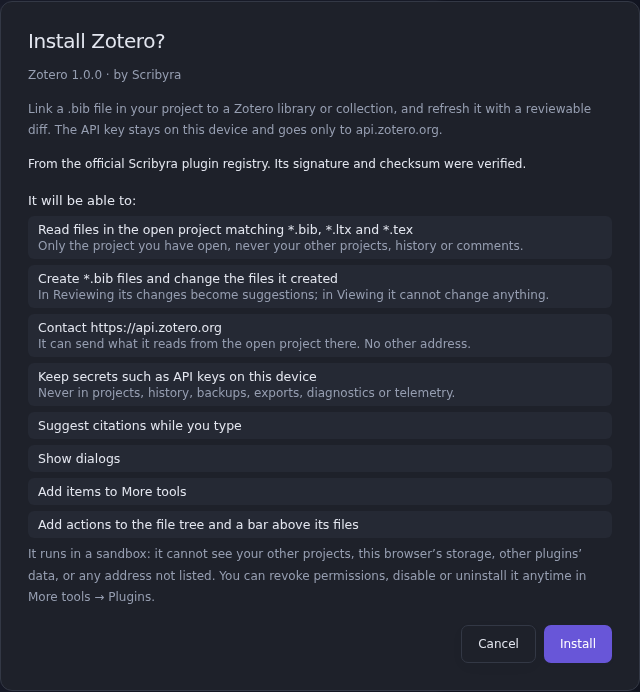 Install Zotero?
Zotero 1.0.0 · by Scribyra
Link a .bib file in your project to a Zotero library or collection, and refresh it with a reviewable
diff. The API key stays on this device and goes only to api.zotero.org.
From the official Scribyra plugin registry. Its signature and checksum were verified.
It will be able to:
Read files in the open project matching *.bib, *.ltx and *.tex
Only the project you have open, never your other projects, history or comments.
Create *.bib files and change the files it created
In Reviewing its changes become suggestions; in Viewing it cannot change anything.
Contact https://api.zotero.org
It can send what it reads from the open project there. No other address.
Keep secrets such as API keys on this device
Never in projects, history, backups, exports, diagnostics or telemetry.
Suggest citations while you type
Show dialogs
Add items to More tools
Add actions to the file tree and a bar above its files
It runs in a sandbox: it cannot see your other projects, this browser’s storage, other plugins’
data, or any address not listed. You can revoke permissions, disable or uninstall it anytime in
More tools → Plugins.
Cancel
Install